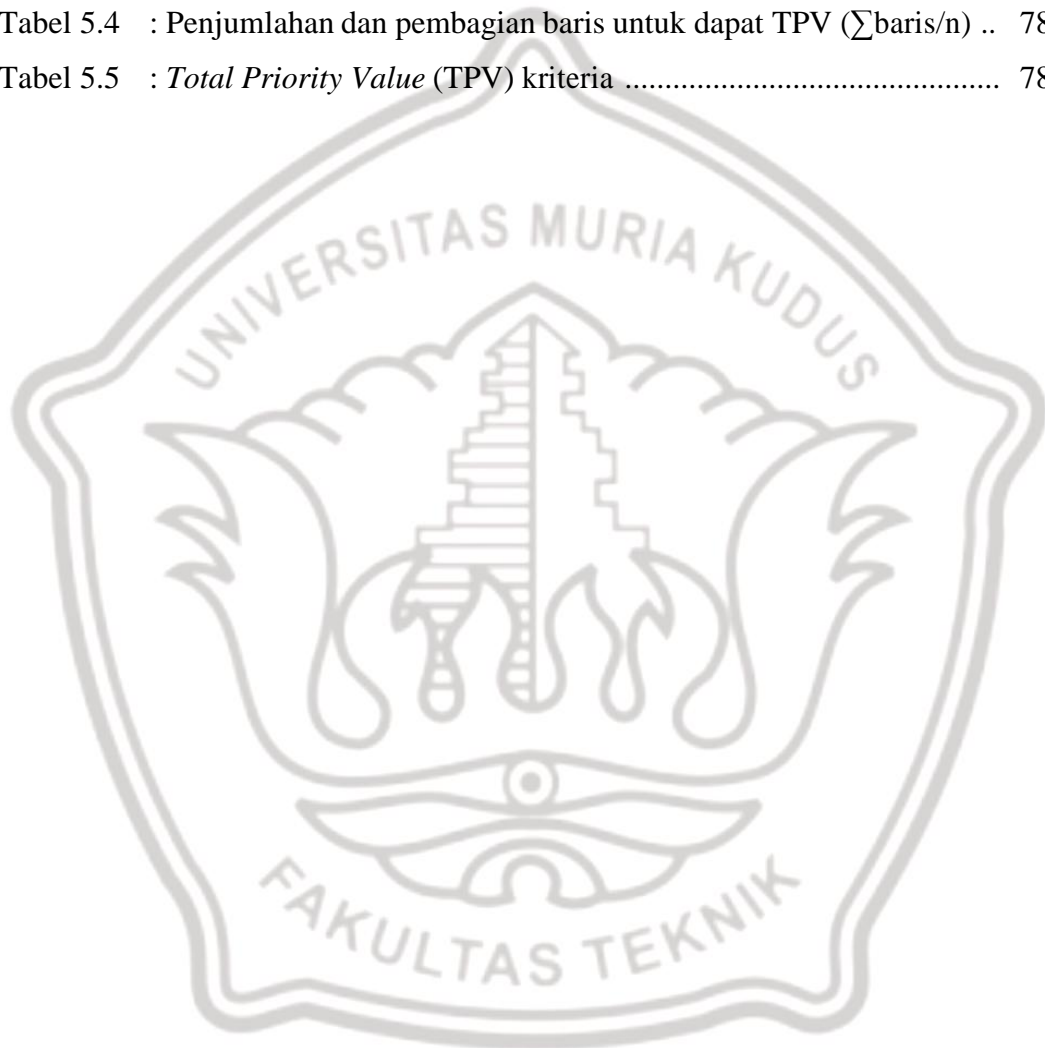 Tabel 5.4 : Penjumlahan dan pembagian baris untuk dapat TPV (∑baris/n) .. 78
Tabel 5.5 : Total Priority Value (TPV) kriteria ............................................... 78
UNIVERSITAS MURIA KUDUS
FAKULTAS TEKNIK